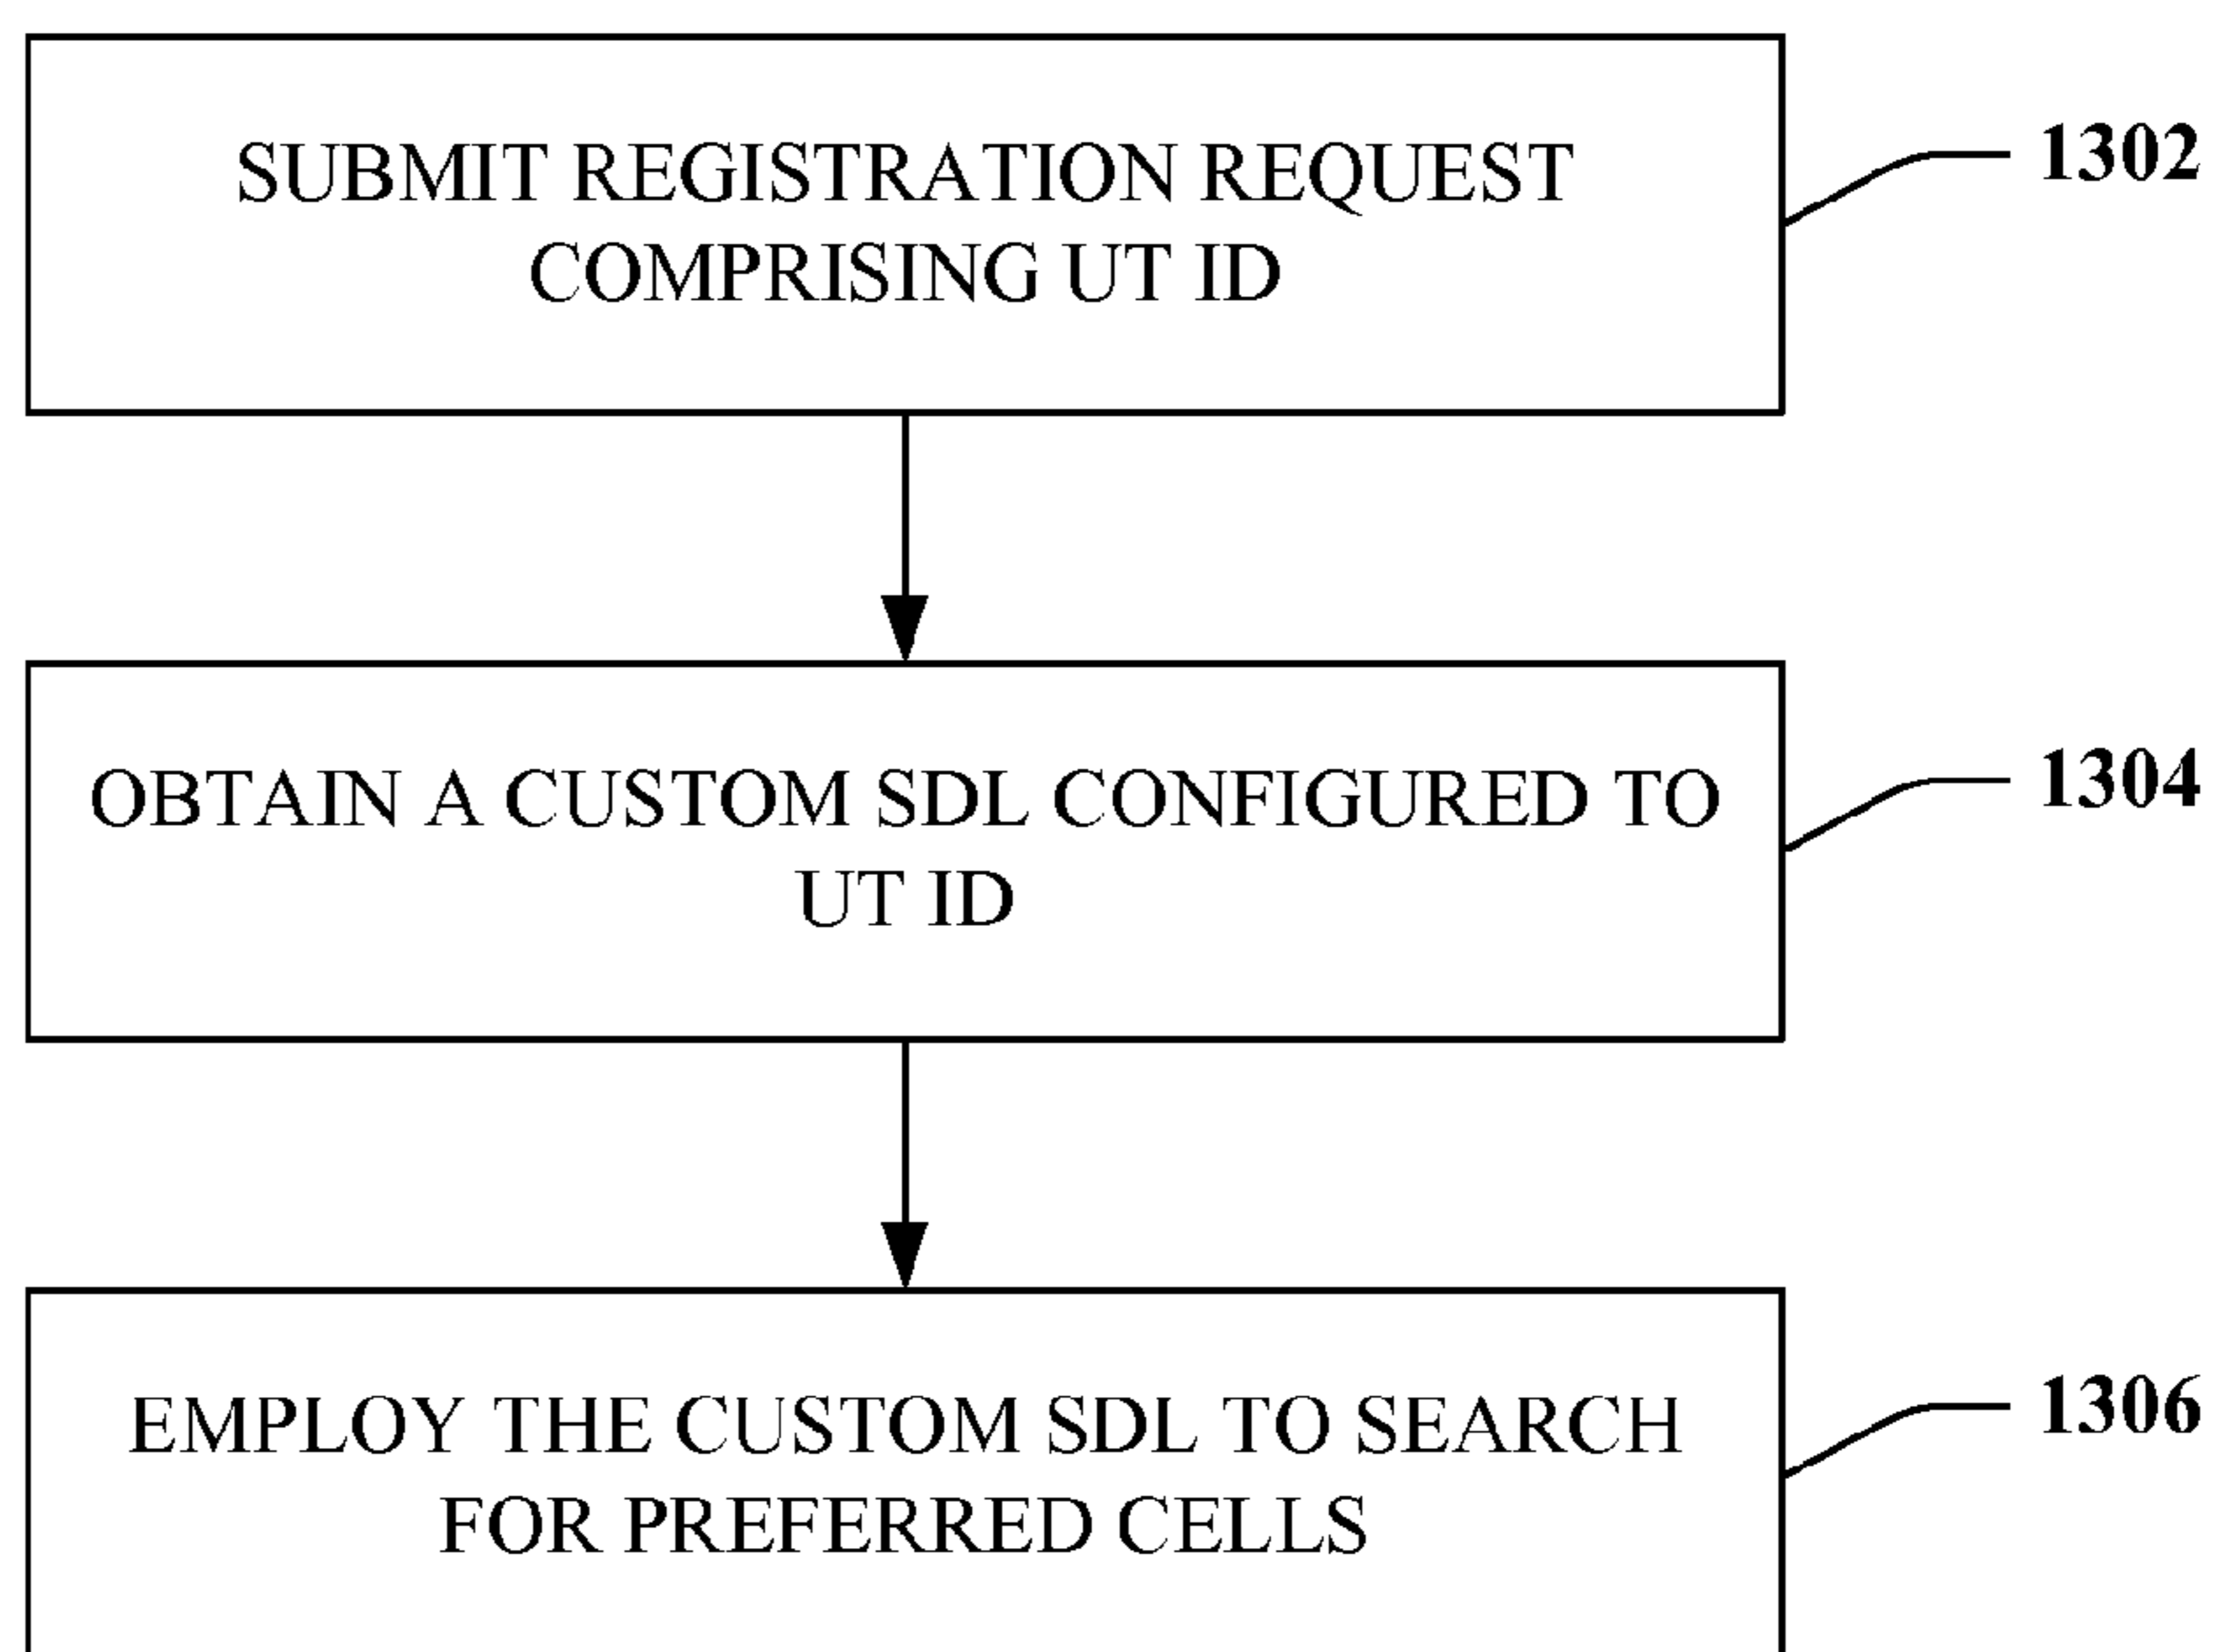 SUBMIT REGISTRATION REQUEST
COMPRISING UT ID
1302
OBTAIN A CUSTOM SDL CONFIGURED TO
UT ID
1304
EMPLOY THE CUSTOM SDL TO SEARCH
FOR PREFERRED CELLS
1306